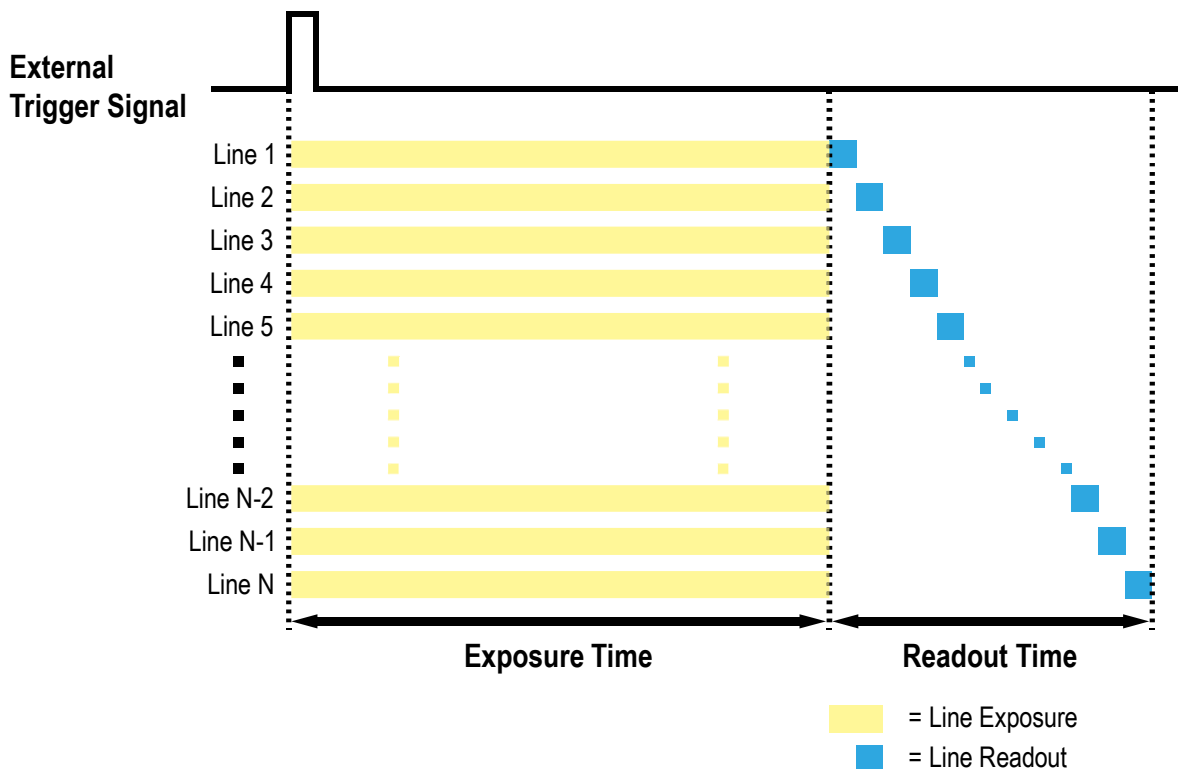 External
Trigger Signal
Line 1
Line 2
Line 3
Line 4
Line 5
Line N-2
Line N-1
Line N
Exposure Time
Readout Time
= Line Exposure
= Line Readout